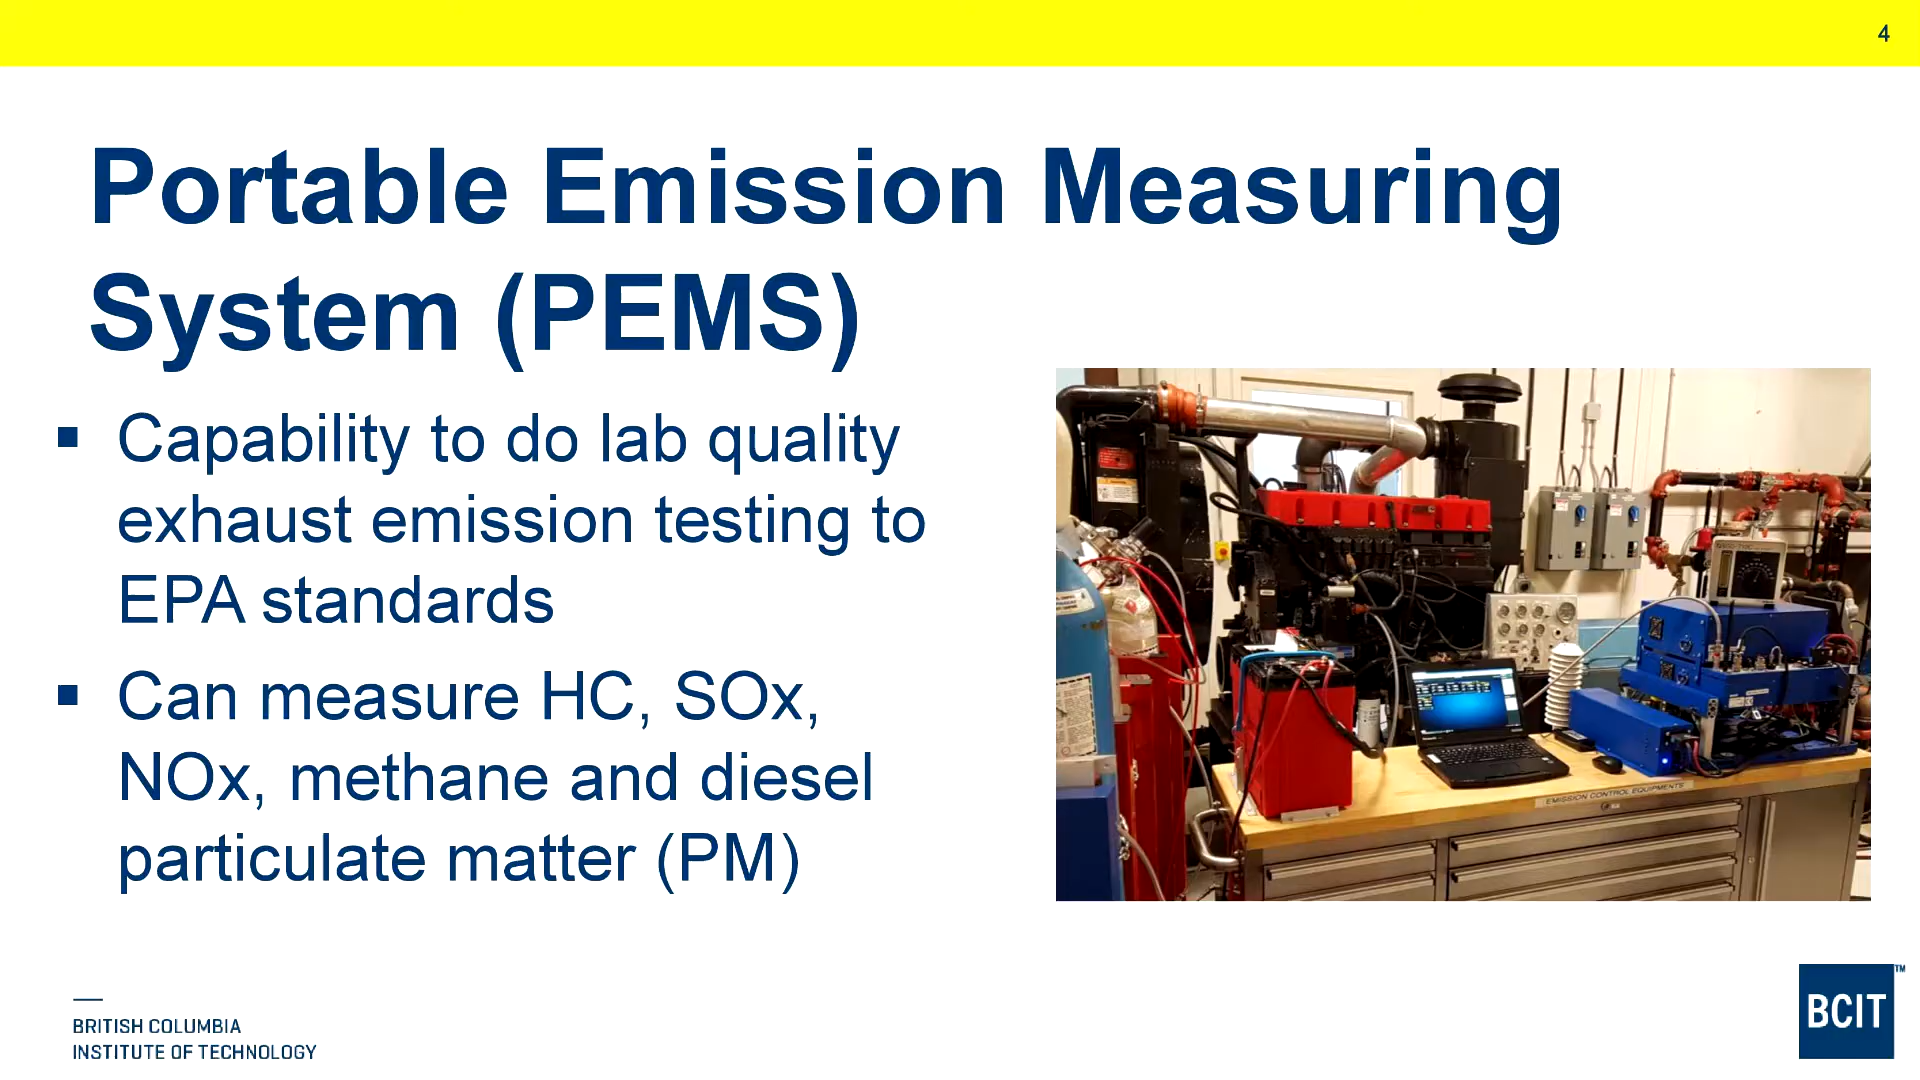 4
Portable Emission Measuring
System (PEMS)
▪ Capability to do lab quality
exhaust emission testing to
EPA standards
▪ Can measure HC, SOx,
NOx, methane and diesel
particulate matter (PM)
EMISSION CONTROL EQUIPMENTS
BRITISH COLUMBIA
INSTITUTE OF TECHNOLOGY
BCIT™